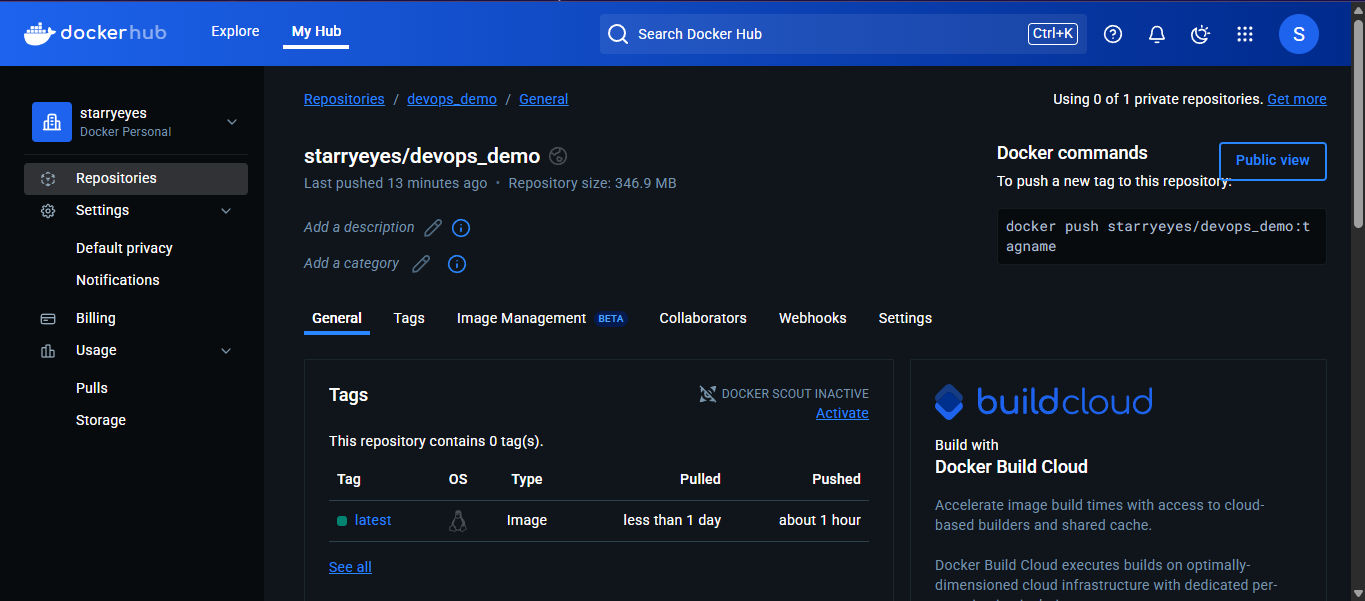 dockerhub
Explore
My Hub
Search Docker Hub
Ctrl+K
S
starryeyes
Docker Personal
Repositories
Settings
Default privacy
Notifications
Billing
Usage
Pulls
Storage
Repositories / devops_demo / General
Using 0 of 1 private repositories. Get more
starryeyes/devops_demo
Last pushed 13 minutes ago • Repository size: 346.9 MB
Add a description
Add a category
Docker commands
Public view
To push a new tag to this repository:
docker push starryeyes/devops_demo:t
agname
General Tags Image Management BETA Collaborators Webhooks Settings
Tags
DOCKER SCOUT INACTIVE
Activate
This repository contains 0 tag(s).
Tag OS Type Pulled Pushed
latest Image less than 1 day about 1 hour
See all
buildcloud
Build with
Docker Build Cloud
Accelerate image build times with access to cloud-
based builders and shared cache.
Docker Build Cloud executes builds on optimally-
dimensioned cloud infrastructure with dedicated per-